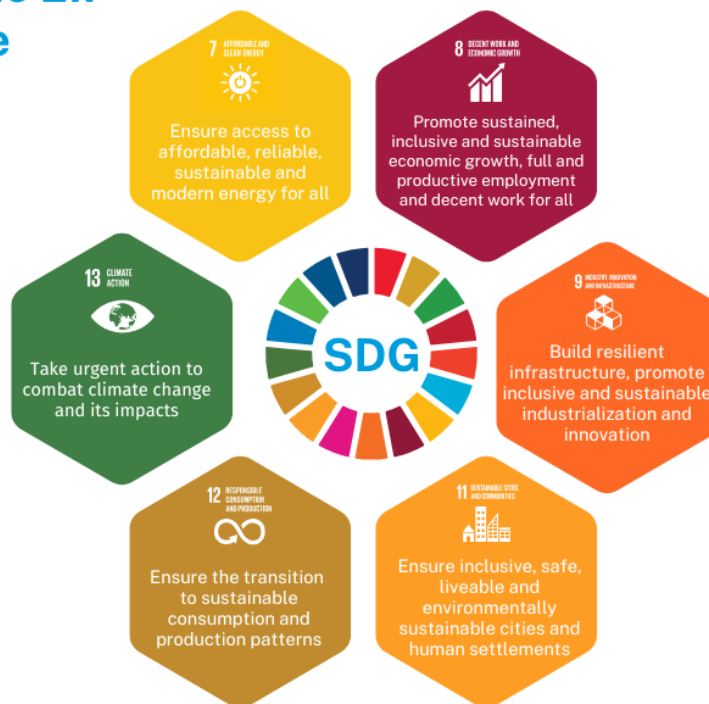 7 AFFORDABLE AND
CLEAN ENERGY
Ensure access to
affordable, reliable,
sustainable and
modern energy for all
8 DECENT WORK AND
ECONOMIC GROWTH
Promote sustained,
inclusive and sustainable
economic growth, full and
productive employment
and decent work for all
13 CLIMATE
ACTION
Take urgent action to
combat climate change
and its impacts
SDG
9 INDUSTRY, INNOVATION
AND INFRASTRUCTURE
Build resilient
infrastructure, promote
inclusive and sustainable
industrialization and
innovation
12 RESPONSIBLE
CONSUMPTION
AND PRODUCTION
Ensure the transition
to sustainable
consumption and
production patterns
11 SUSTAINABLE CITIES
AND COMMUNITIES
Ensure inclusive, safe,
liveable and
environmentally
sustainable cities and
human settlements